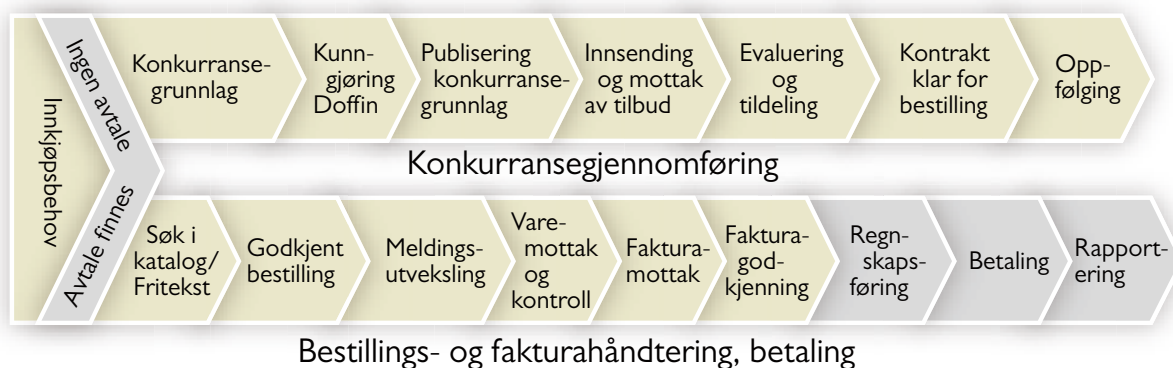 Innkjøpsbehov
Ingen avtale
Avtale finnes
Konkurranse-
grunnlag
Kunn-
gjøring
Doffin
Publisering
konkurranse-
grunnlag
Innsending
og mottak
av tilbud
Evaluering
og
tildeling
Kontrakt
klar for
bestilling
Opp-
følging
Konkurransegjennomføring
Søk i
katalog/
Fritekst
Godkjent
bestilling
Meldings-
utveksling
Vare-
mottak
og
kontroll
Faktura-
mottak
Faktura-
god-
kjenning
Regn-
skaps-
føring
Betaling
Rapport-
ering
Bestillings- og fakturahåndtering, betaling